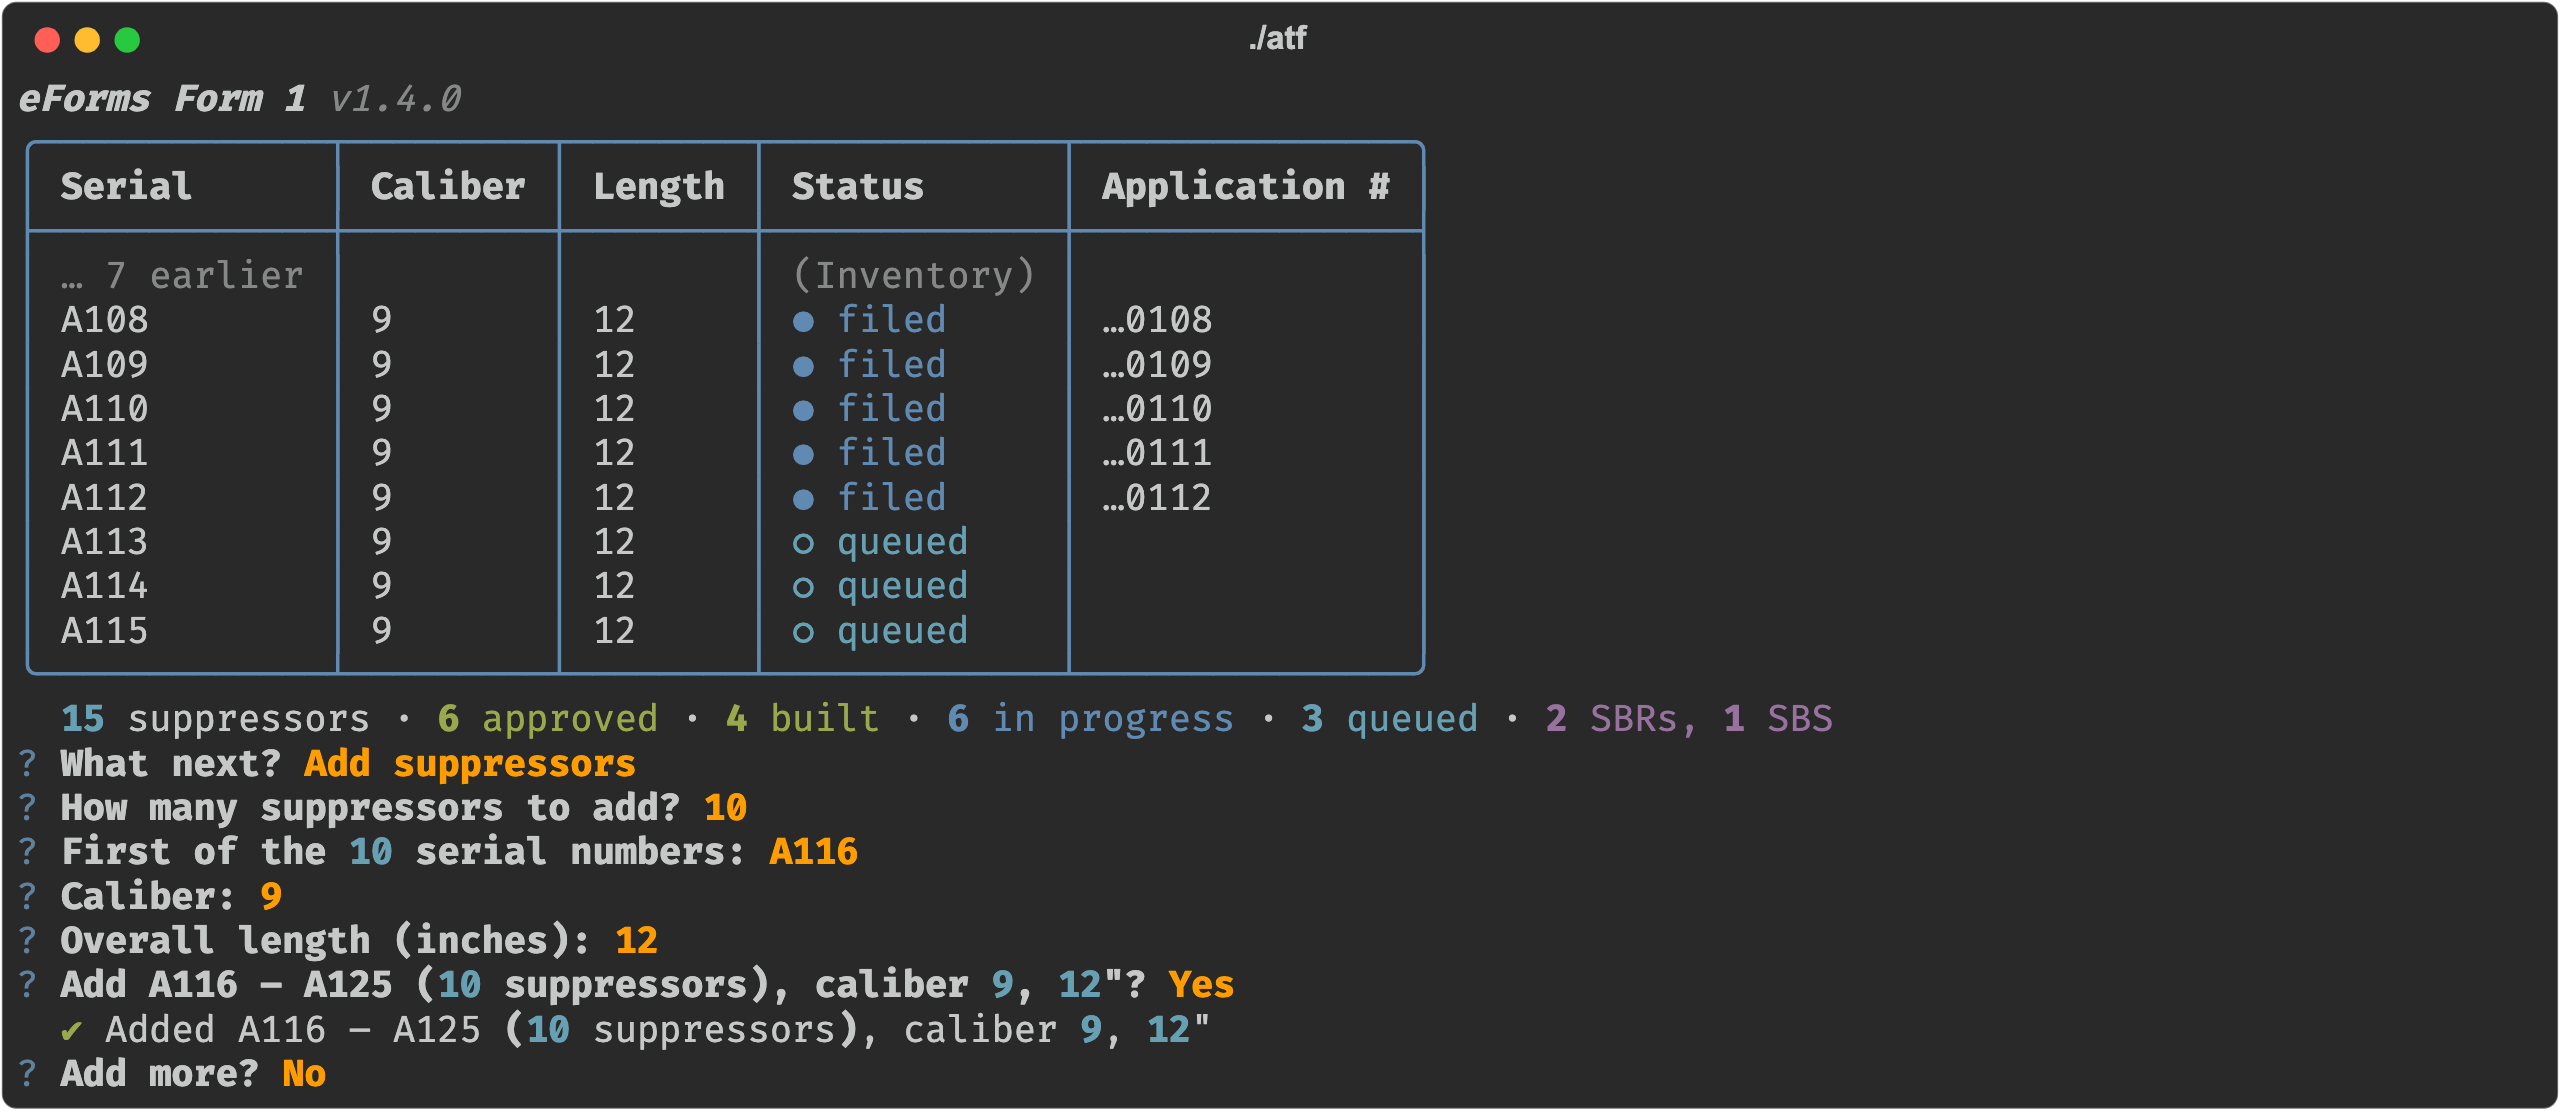 ./atf
eForms Form 1 v1.4.0
Serial Caliber Length Status Application #
… 7 earlier (Inventory)
A108 9 12 ● filed …0108
A109 9 12 ● filed …0109
A110 9 12 ● filed …0110
A111 9 12 ● filed …0111
A112 9 12 ● filed …0112
A113 9 12 ○ queued
A114 9 12 ○ queued
A115 9 12 ○ queued
15 suppressors · 6 approved · 4 built · 6 in progress · 3 queued · 2 SBRs, 1 SBS
? What next? Add suppressors
? How many suppressors to add? 10
? First of the 10 serial numbers: A116
? Caliber: 9
? Overall length (inches): 12
? Add A116 – A125 (10 suppressors), caliber 9, 12"? Yes
✔ Added A116 – A125 (10 suppressors), caliber 9, 12"
? Add more? No